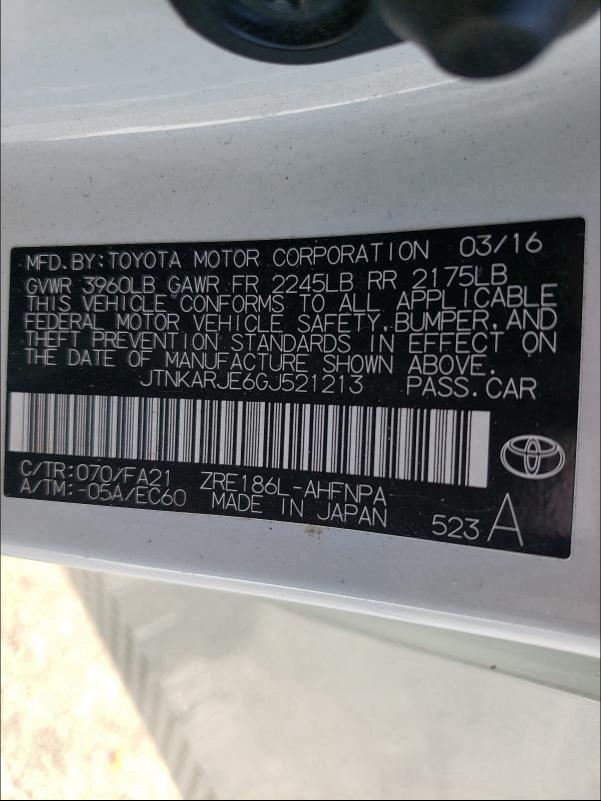 MFD. BY: TOYOTA MOTOR CORPORATION 03/16
GVWR 3960LB GAWR FR 2245LB RR 2175LB
THIS VEHICLE CONFORMS TO ALL APPLICABLE
FEDERAL MOTOR VEHICLE SAFETY, BUMPER, AND
THEFT PREVENTION STANDARDS IN EFFECT ON
THE DATE OF MANUFACTURE SHOWN ABOVE.
JTNKARJE6GJ521213 PASS. CAR
C/TR: 070/FA21 ZRE186L-AHFNPA
A/TM: -05A/EC60 MADE IN JAPAN 523 A